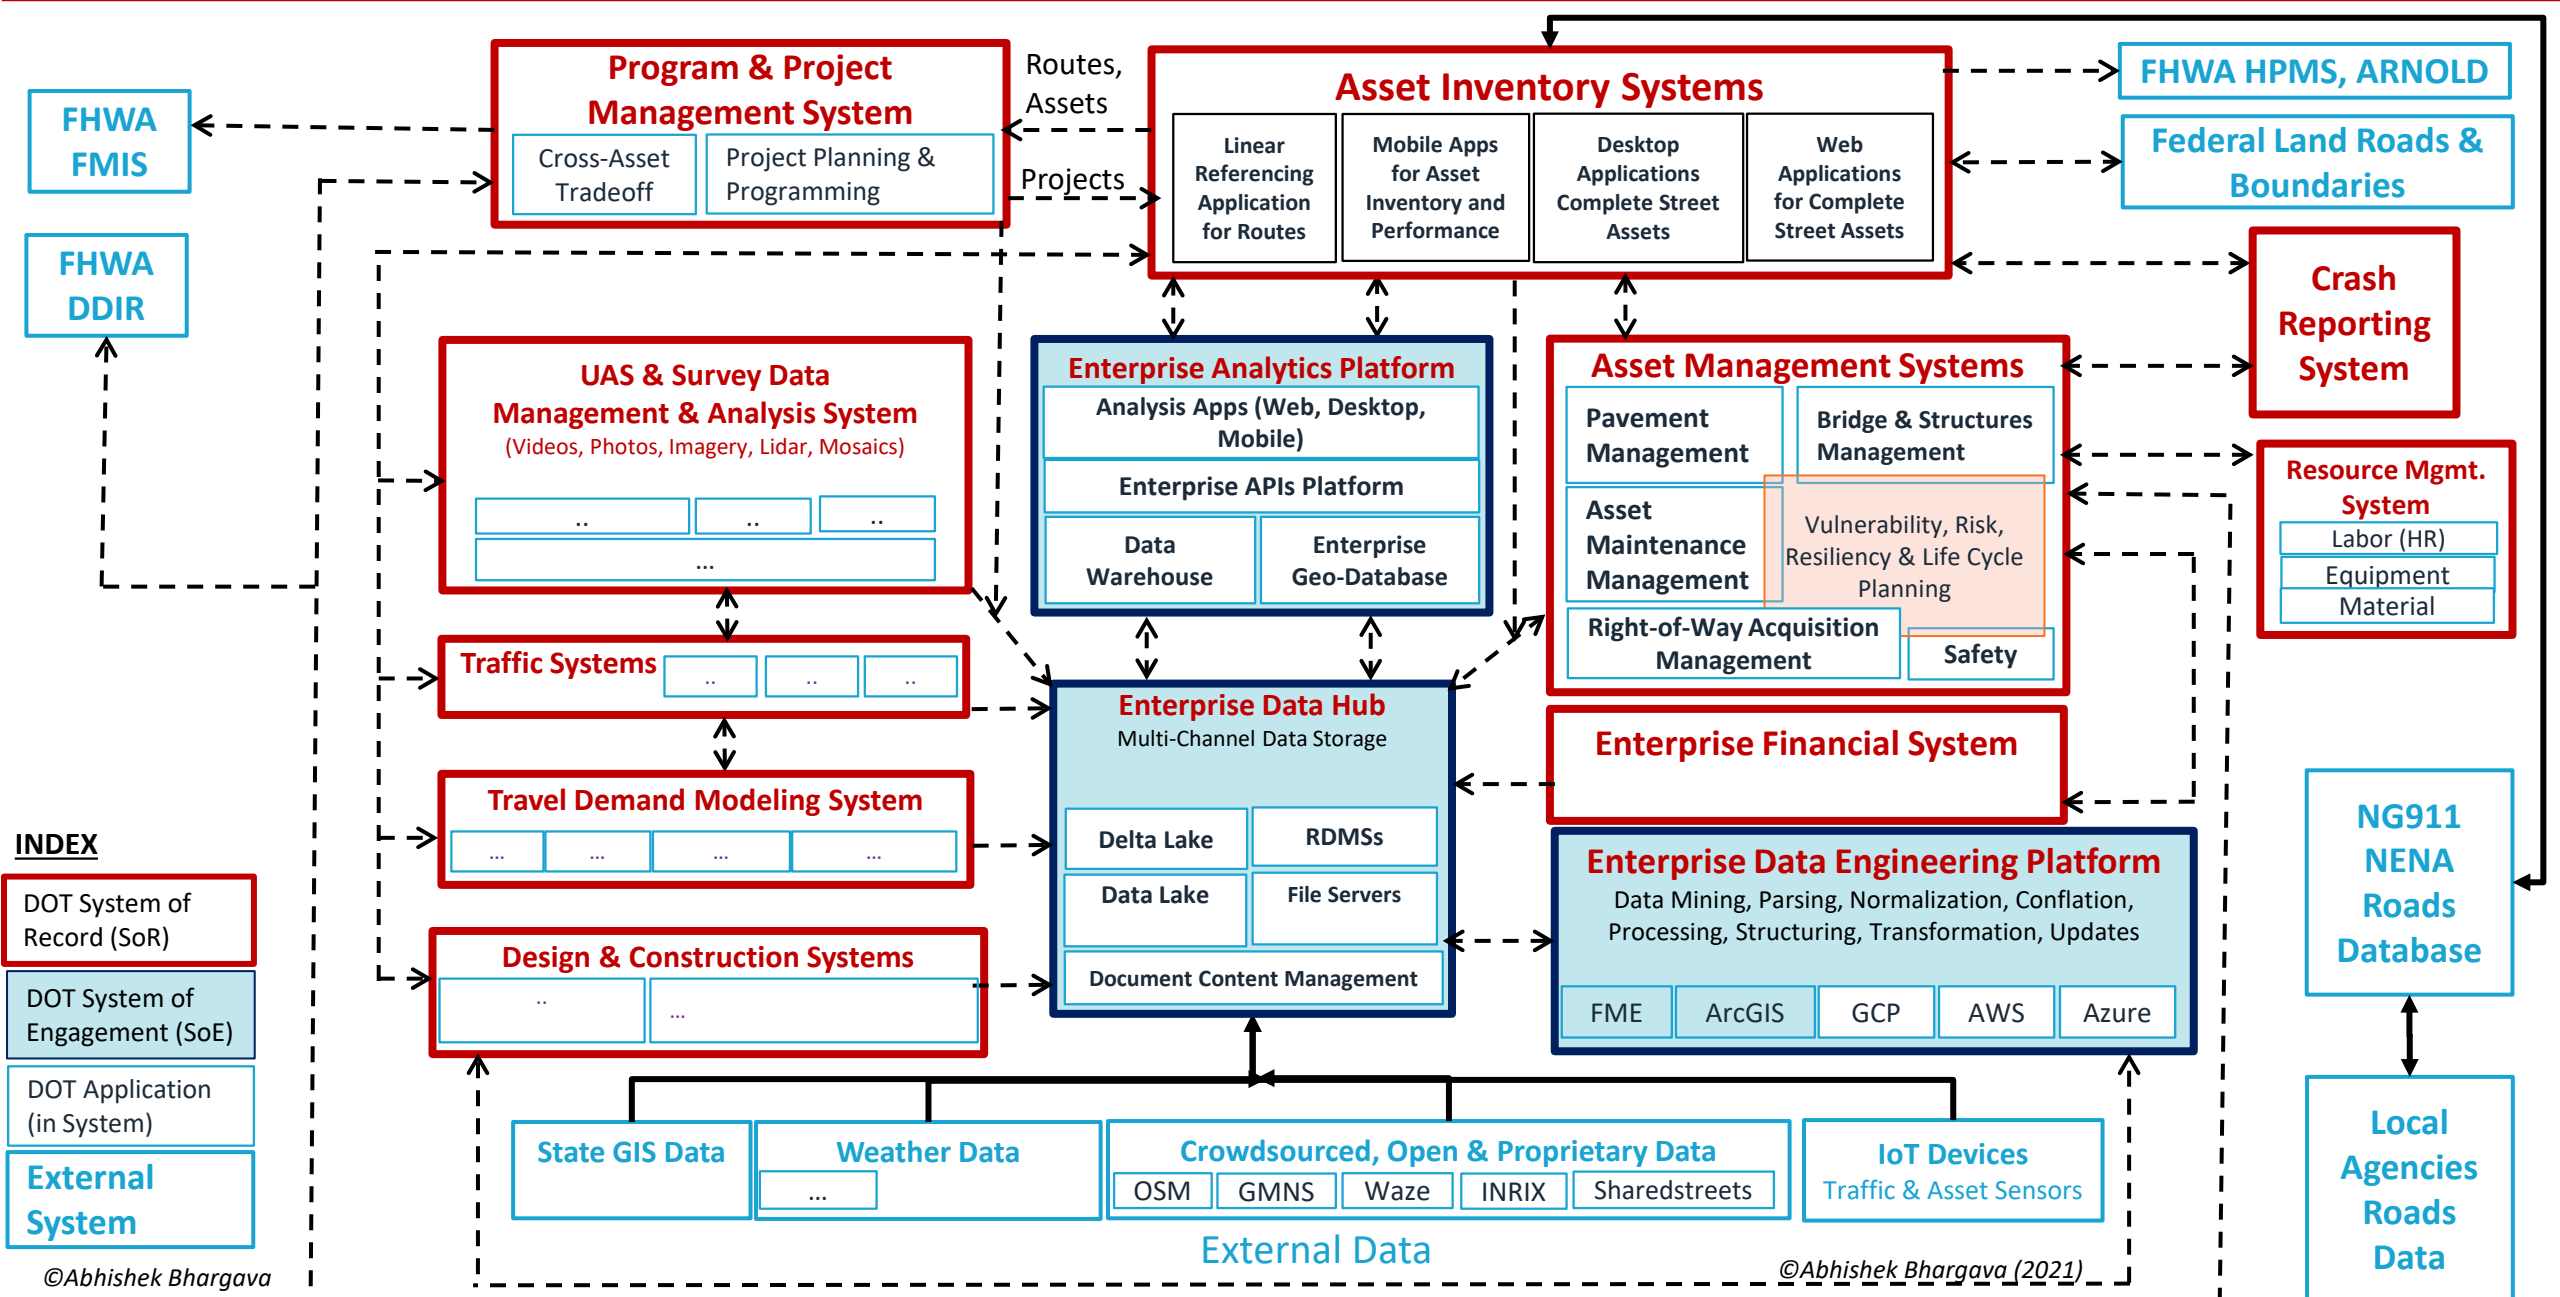 Program & Project
Management System
Cross-Asset
Tradeoff
Project Planning &
Programming
Routes,
Assets
Projects
Asset Inventory Systems
Linear
Referencing
Application
for Routes
Mobile Apps
for Asset
Inventory and
Performance
Desktop
Applications
Complete Street
Assets
Web
Applications
for Complete
Street Assets
FHWA HPMS, ARNOLD
Federal Land Roads &
Boundaries
FHWA
FMIS
FHWA
DDIR
Crash
Reporting
System
UAS & Survey Data
Management & Analysis System
(Videos, Photos, Imagery, Lidar, Mosaics)
..
..
..
...
Enterprise Analytics Platform
Analysis Apps (Web, Desktop,
Mobile)
Enterprise APIs Platform
Data
Warehouse
Enterprise
Geo-Database
Asset Management Systems
Pavement
Management
Bridge & Structures
Management
Asset
Maintenance
Management
Vulnerability, Risk,
Resiliency & Life Cycle
Planning
Right-of-Way Acquisition
Management
Safety
Resource Mgmt.
System
Labor (HR)
Equipment
Material
Traffic Systems
..
..
..
Enterprise Data Hub
Multi-Channel Data Storage
Delta Lake
RDMSs
Data Lake
File Servers
Document Content Management
Enterprise Financial System
Travel Demand Modeling System
...
...
...
...
Enterprise Data Engineering Platform
Data Mining, Parsing, Normalization, Conflation,
Processing, Structuring, Transformation, Updates
FME
ArcGIS
GCP
AWS
Azure
NG911
NENA
Roads
Database
Design & Construction Systems
..
...
INDEX
DOT System of
Record (SoR)
DOT System of
Engagement (SoE)
DOT Application
(in System)
External
System
State GIS Data
Weather Data
...
Crowdsourced, Open & Proprietary Data
OSM
GMNS
Waze
INRIX
Sharedstreets
IoT Devices
Traffic & Asset Sensors
Local
Agencies
Roads
Data
External Data
©Abhishek Bhargava
©Abhishek Bhargava (2021)